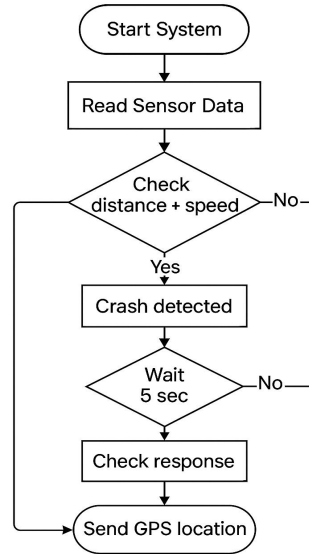 Start System
Read Sensor Data
Check
distance + speed
No
Yes
Crash detected
Wait
5 sec
No
Check response
Send GPS location